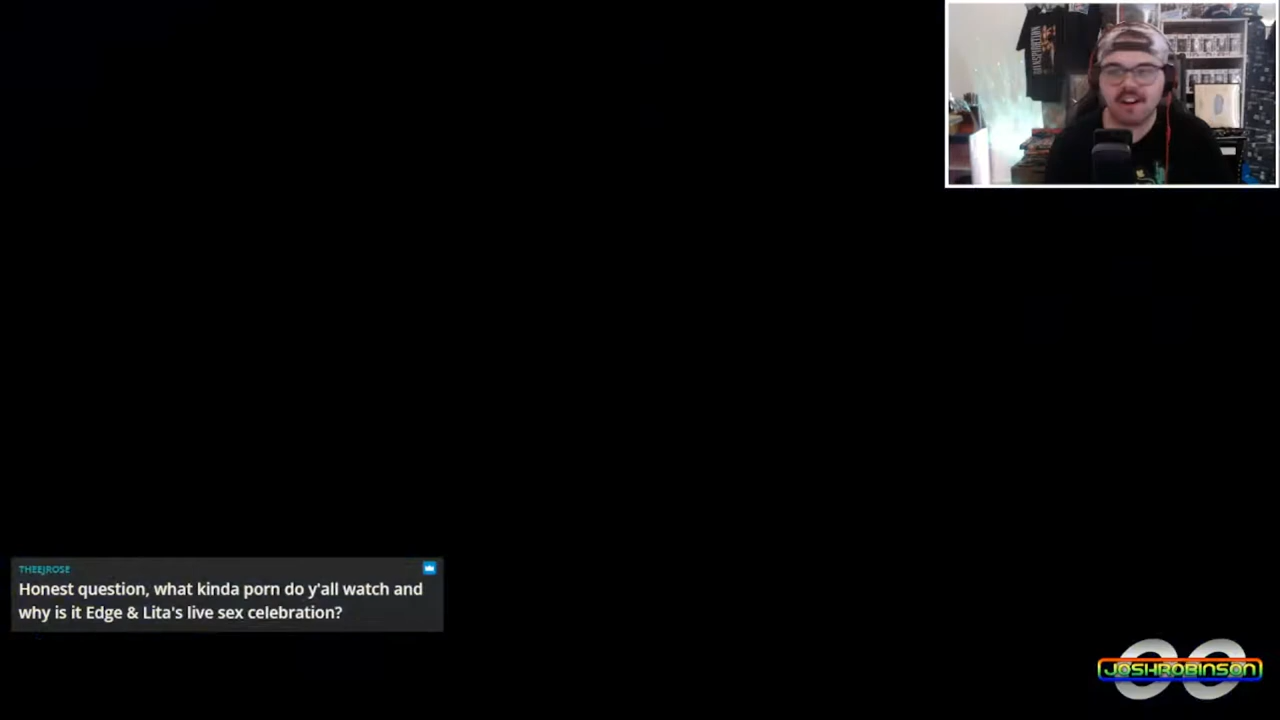 THEEJROSE
Honest question, what kinda porn do y'all watch and
why is it Edge & Lita's live sex celebration?
JOSHROBINSON